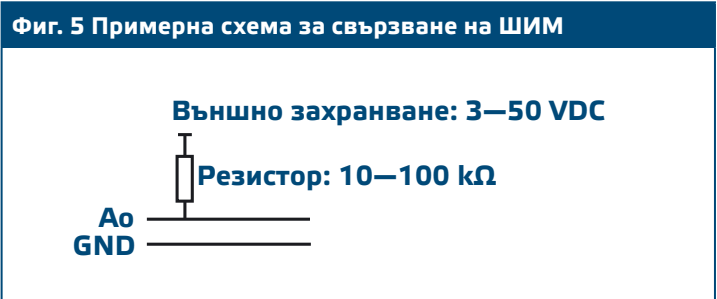 Фиг. 5 Примерна схема за свързване на ШИМ
Външно захранване: 3—50 VDC
Резистор: 10—100 kΩ
Ao
GND